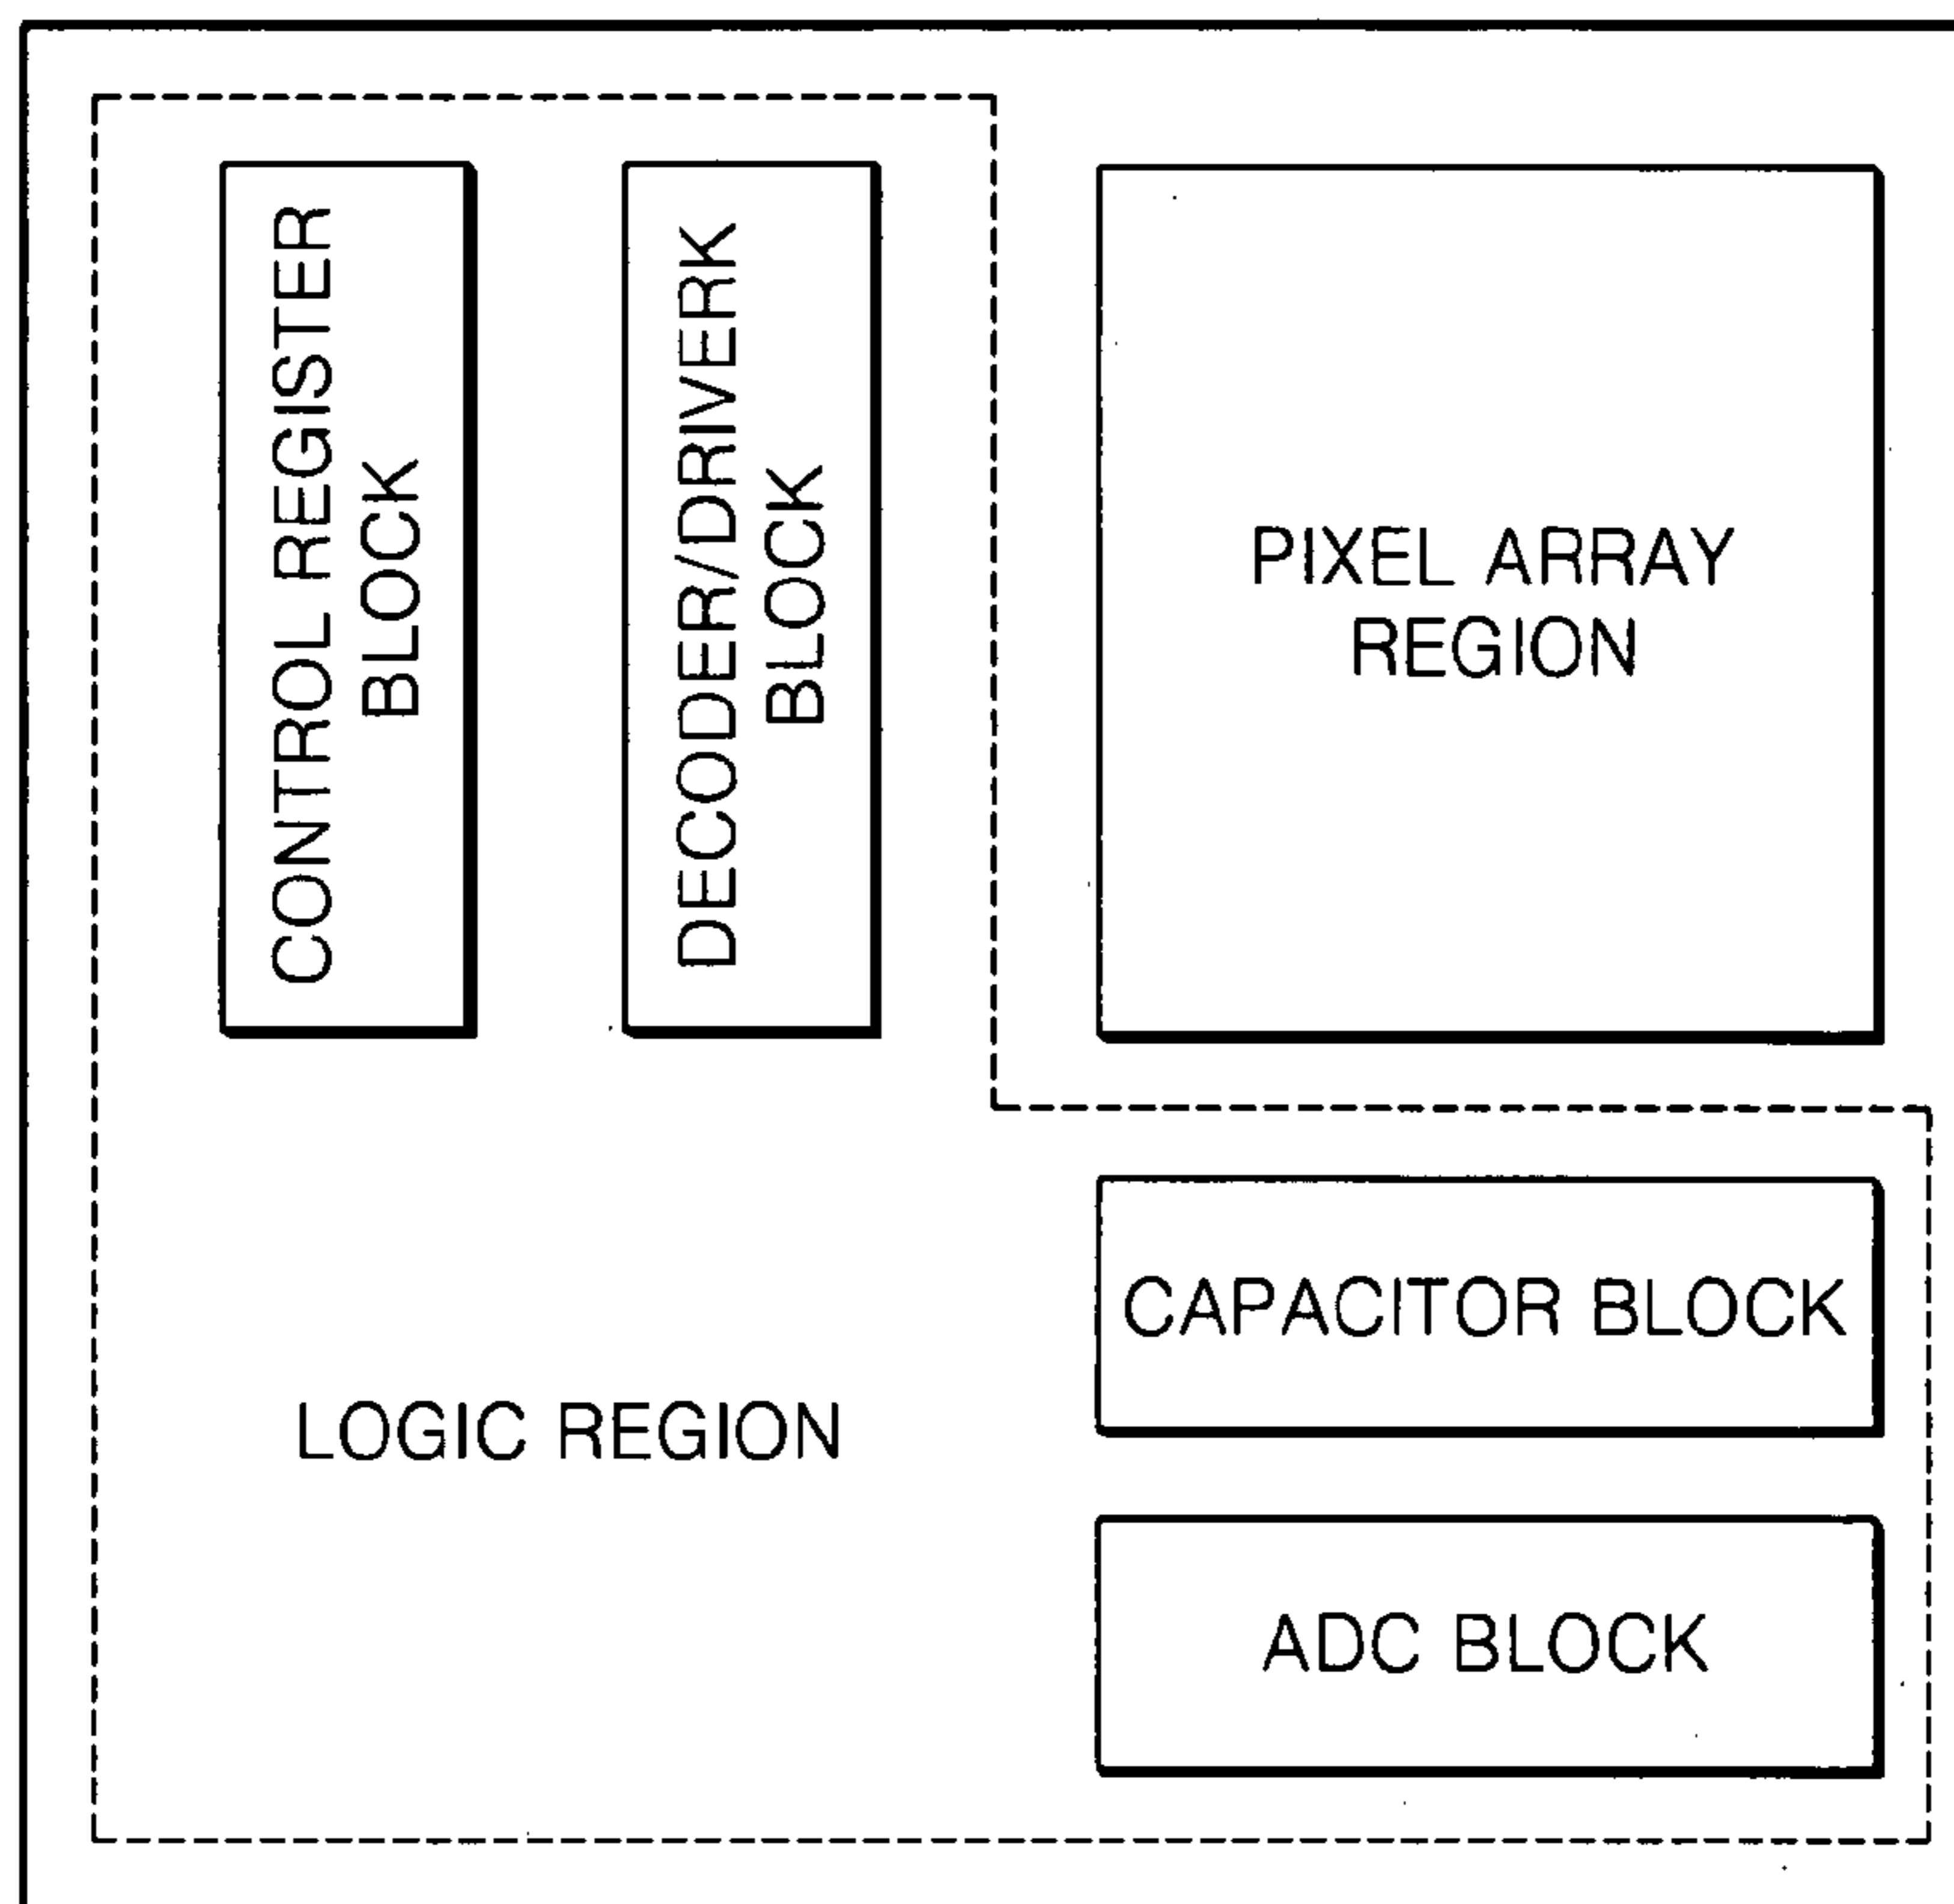 CONTROL REGISTER
BLOCK
DECODER/DRIVERK
BLOCK
PIXEL ARRAY
REGION
CAPACITOR BLOCK
LOGIC REGION
ADC BLOCK